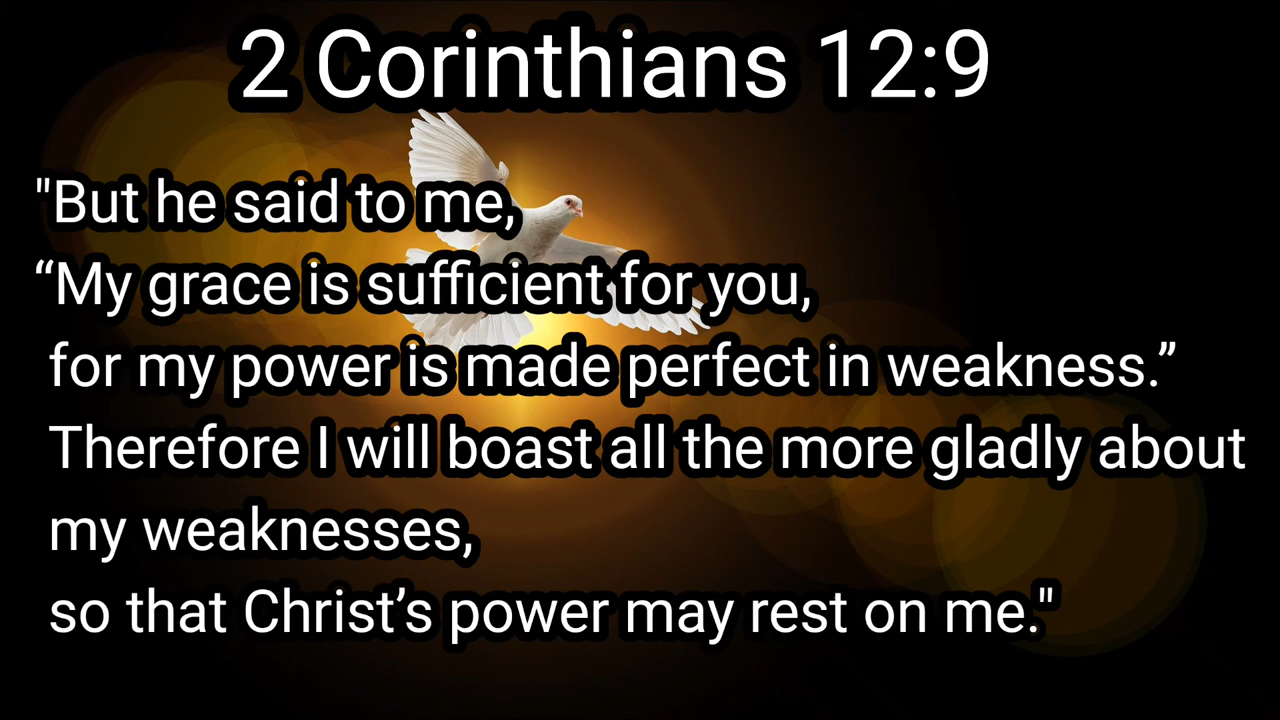 2 Corinthians 12:9
"But he said to me,
“My grace is sufficient for you,
for my power is made perfect in weakness.”
Therefore I will boast all the more gladly about
my weaknesses,
so that Christ’s power may rest on me."